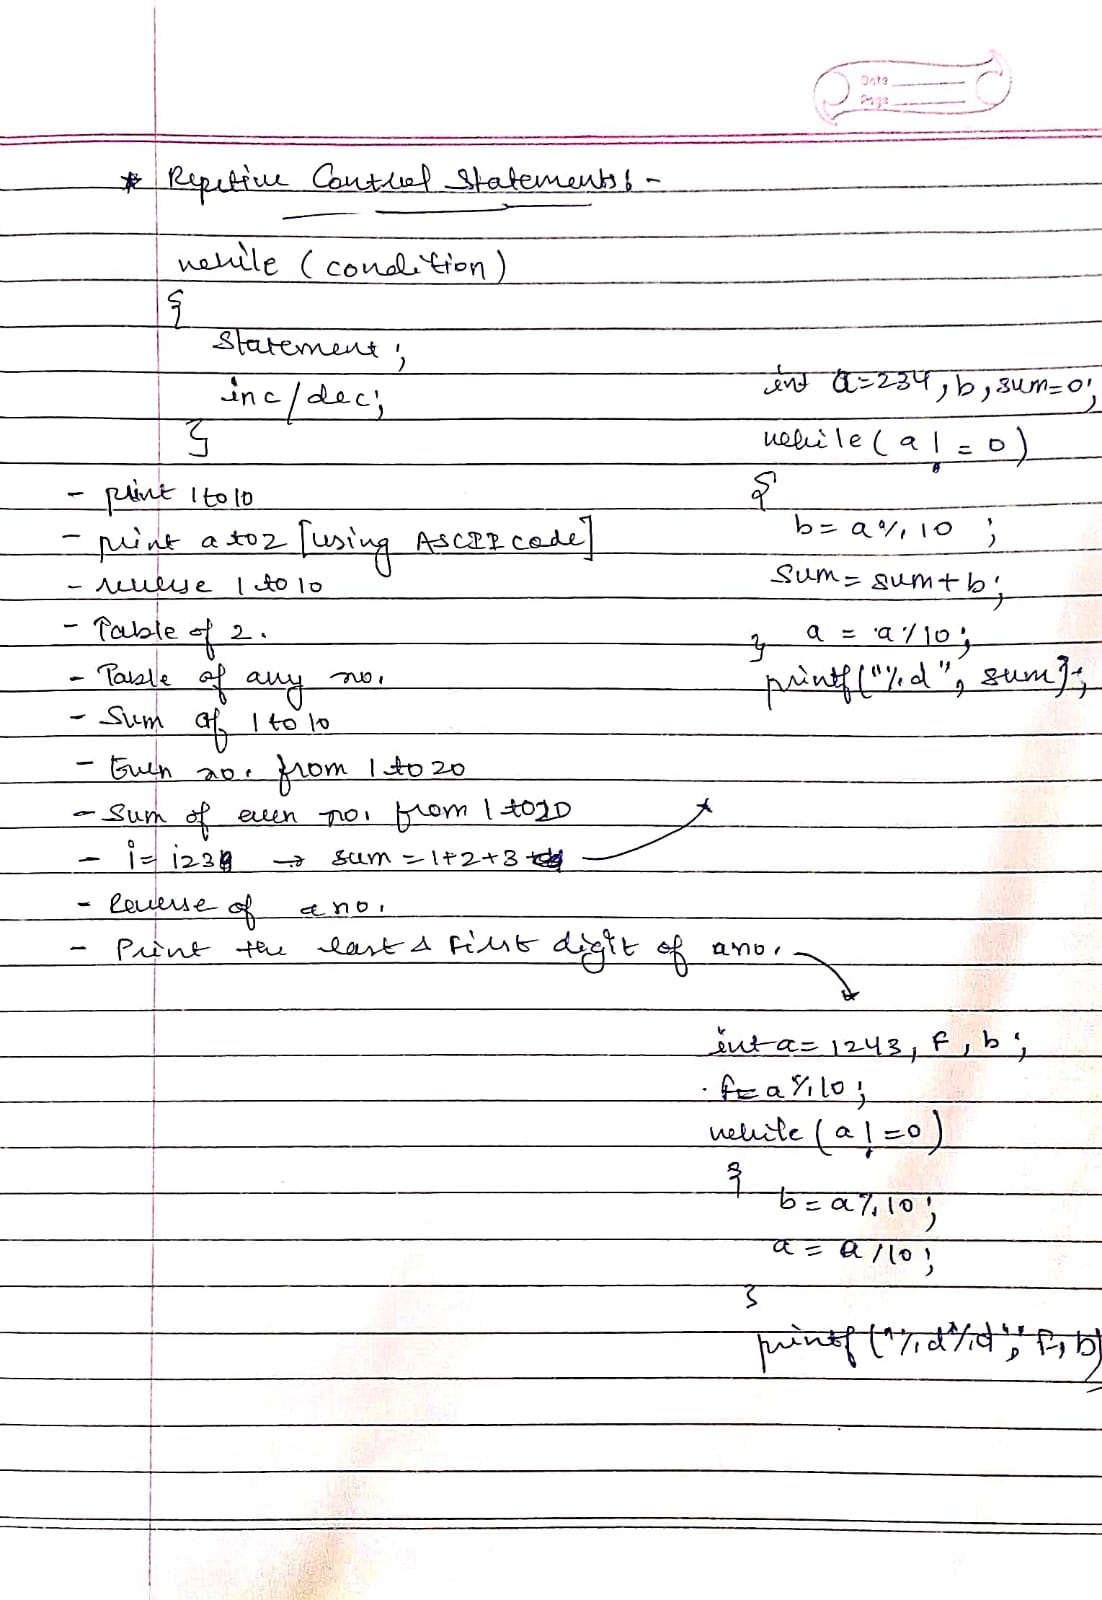 Date
Page
* Repetive Control Statements :-
while (condition)
{
Statement ;
inc/dec;
}
- print 1 to 10
- print a to z [using ASCII code]
- reverse 1 to 10
- Table of 2.
- Table of any no.
- Sum of 1 to 10
- Even no. from 1 to 20
- Sum of even no. from 1 to 20
- i = 123 → sum = 1+2+3
- Reverse of a no.
- Print the last & first digit of a no.
int a=234, b, sum=0;
while (a != 0)
{
b = a % 10 ;
Sum = sum + b;
a = a / 10;
}
printf("%d", sum);
int a = 1243, f, b ;
f = a % 10 ;
while (a != 0)
{
b = a % 10 ;
a = a / 10 ;
}
printf ("%d%d", f, b)